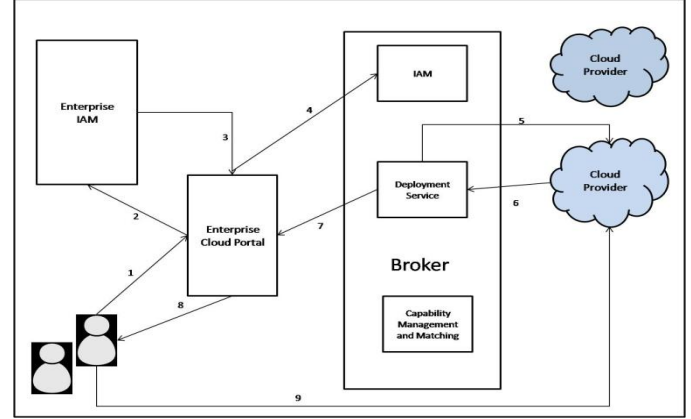 Enterprise
IAM
Enterprise
Cloud Portal
IAM
Deployment
Service
Broker
Capability
Management
and Matching
Cloud
Provider
Cloud
Provider
1
2
3
4
5
6
7
8
9